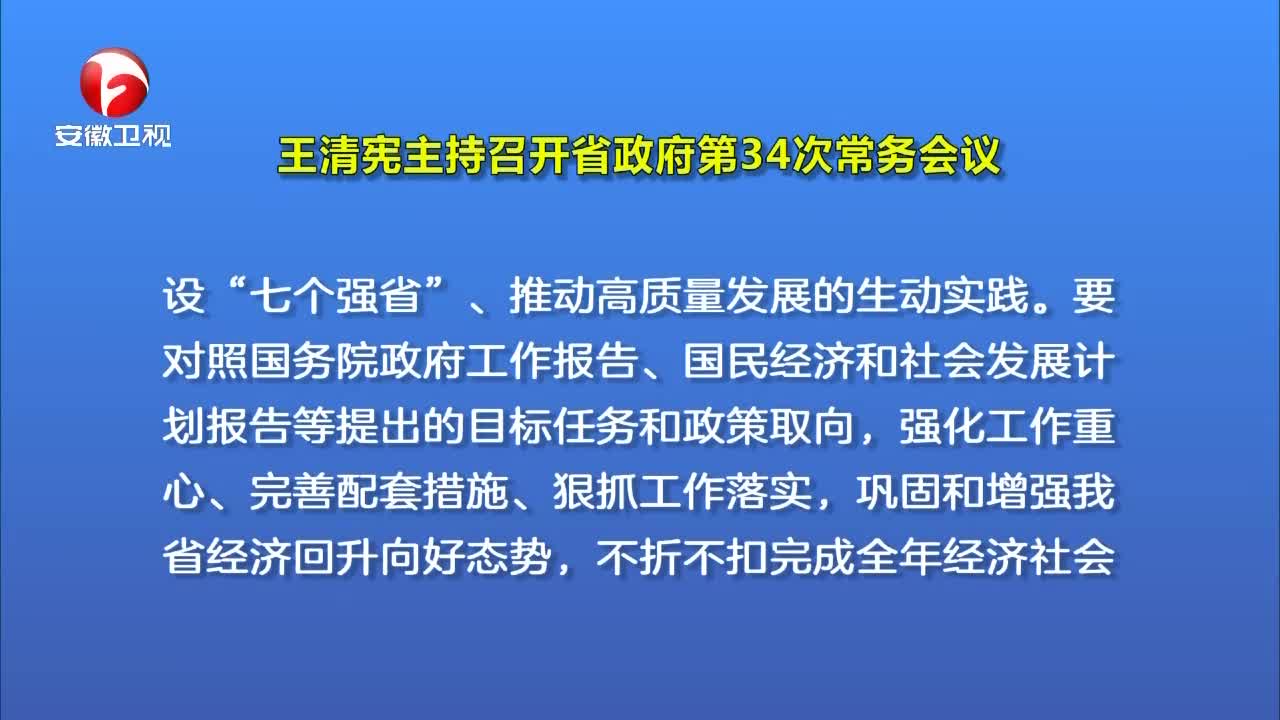 安徽卫视
王清宪主持召开省政府第34次常务会议
设“七个强省”、推动高质量发展的生动实践。要
对照国务院政府工作报告、国民经济和社会发展计
划报告等提出的目标任务和政策取向，强化工作重
心、完善配套措施、狠抓工作落实，巩固和增强我
省经济回升向好态势，不折不扣完成全年经济社会